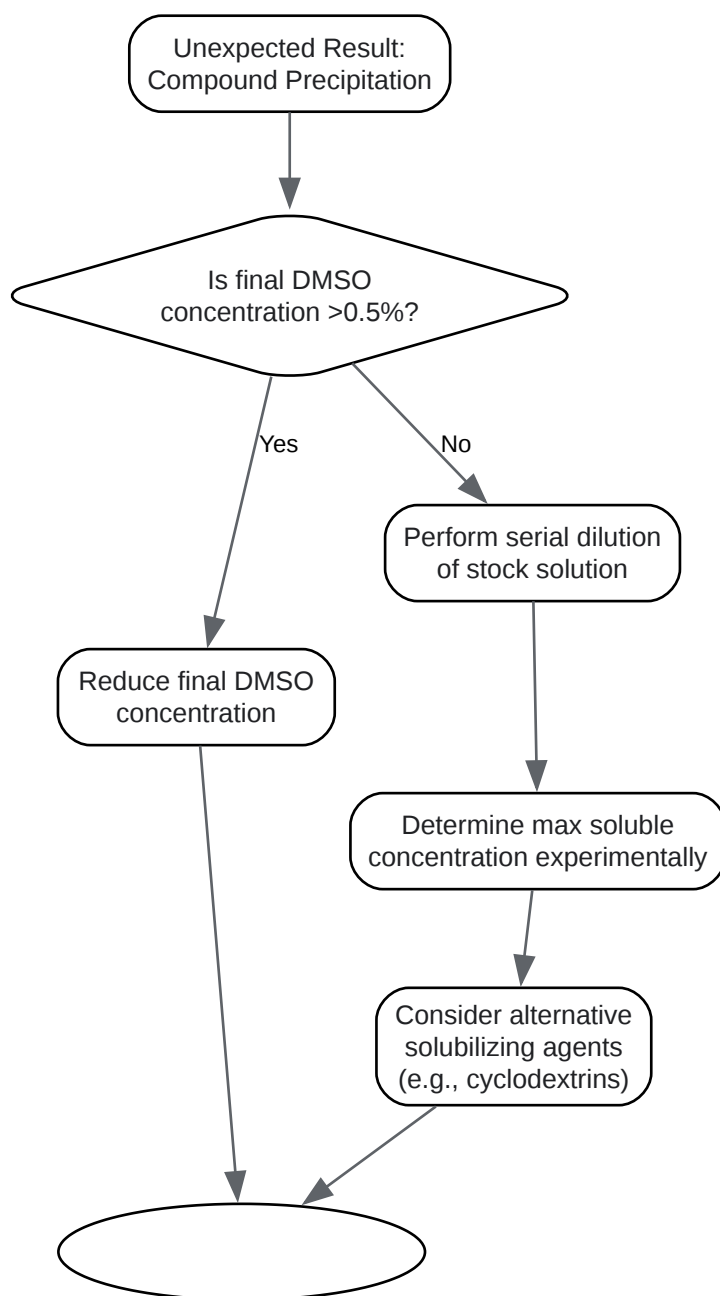 Unexpected Result:
Compound Precipitation
Is final DMSO
concentration >0.5%?
Yes
No
Perform serial dilution
of stock solution
Reduce final DMSO
concentration
Determine max soluble
concentration experimentally
Consider alternative
solubilizing agents
(e.g., cyclodextrins)